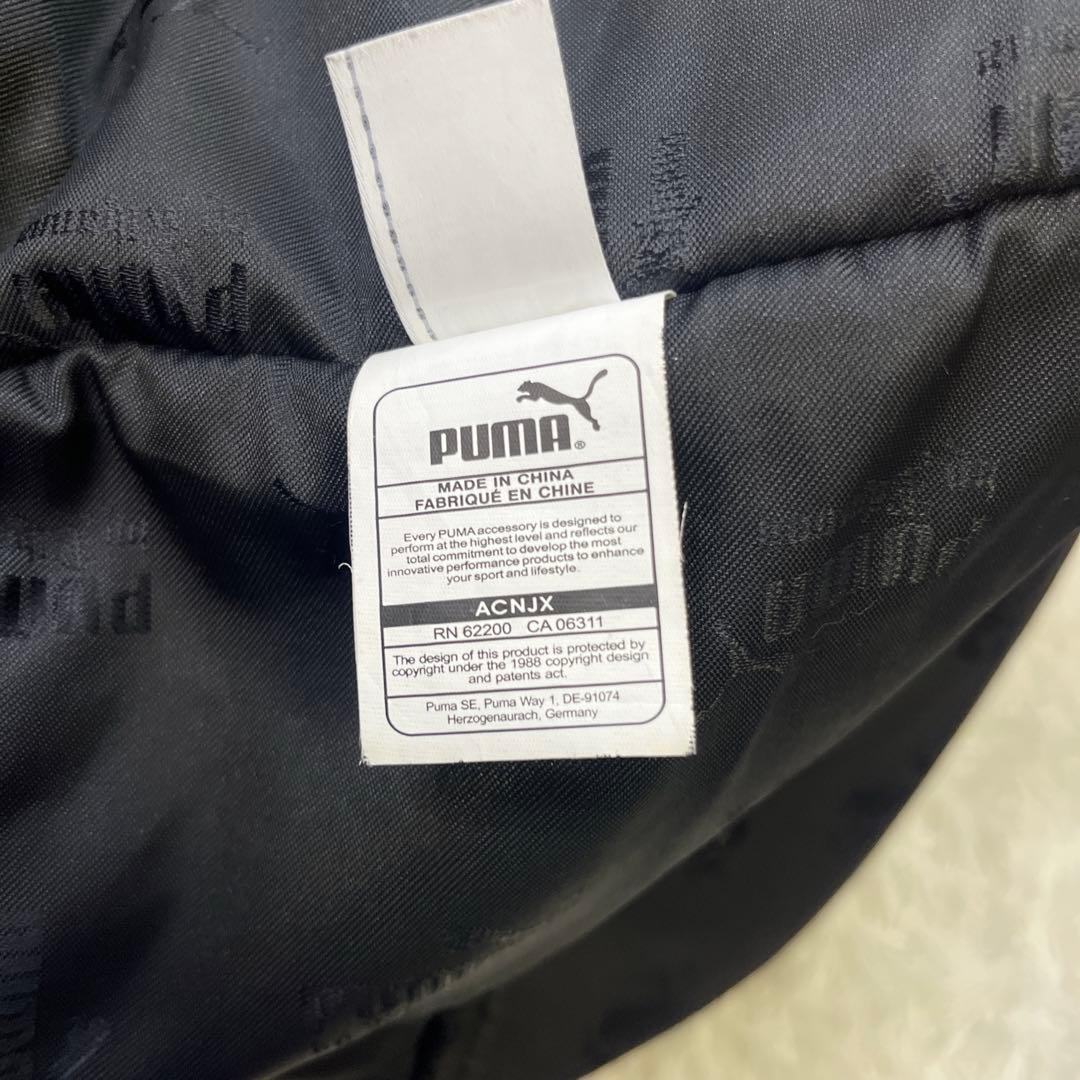 PUMA®
MADE IN CHINA
FABRIQUÉ EN CHINE
Every PUMA accessory is designed to
perform at the highest level and reflects our
total commitment to develop the most
innovative performance products to enhance
your sport and lifestyle.
ACNJX
RN 62200 CA 06311
The design of this product is protected by
copyright under the 1988 copyright design
and patents act.
Puma SE, Puma Way 1, DE-91074
Herzogenaurach, Germany